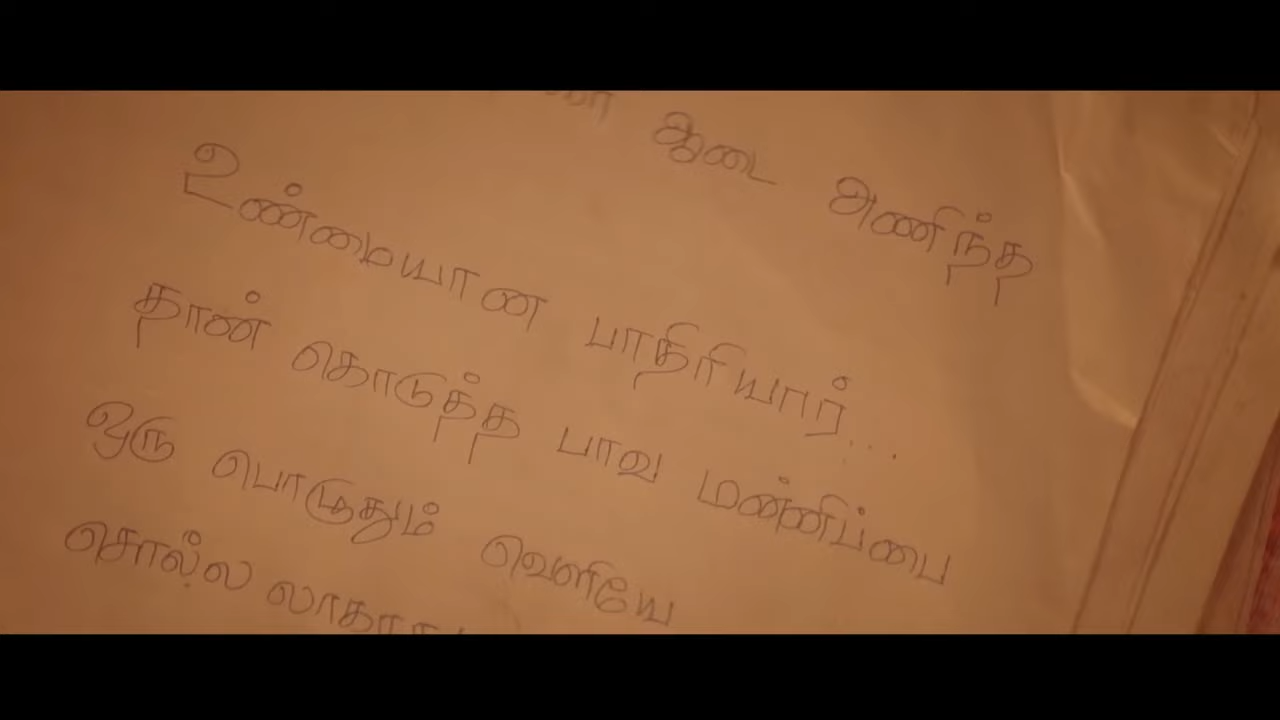 ஆடை அணிந்த
உண்மையான பாதிரியார்...
தான் கொடுத்த பாவ மன்னிப்பை
ஒரு பொழுதும் வெளியே
சொல்ல லாகாது